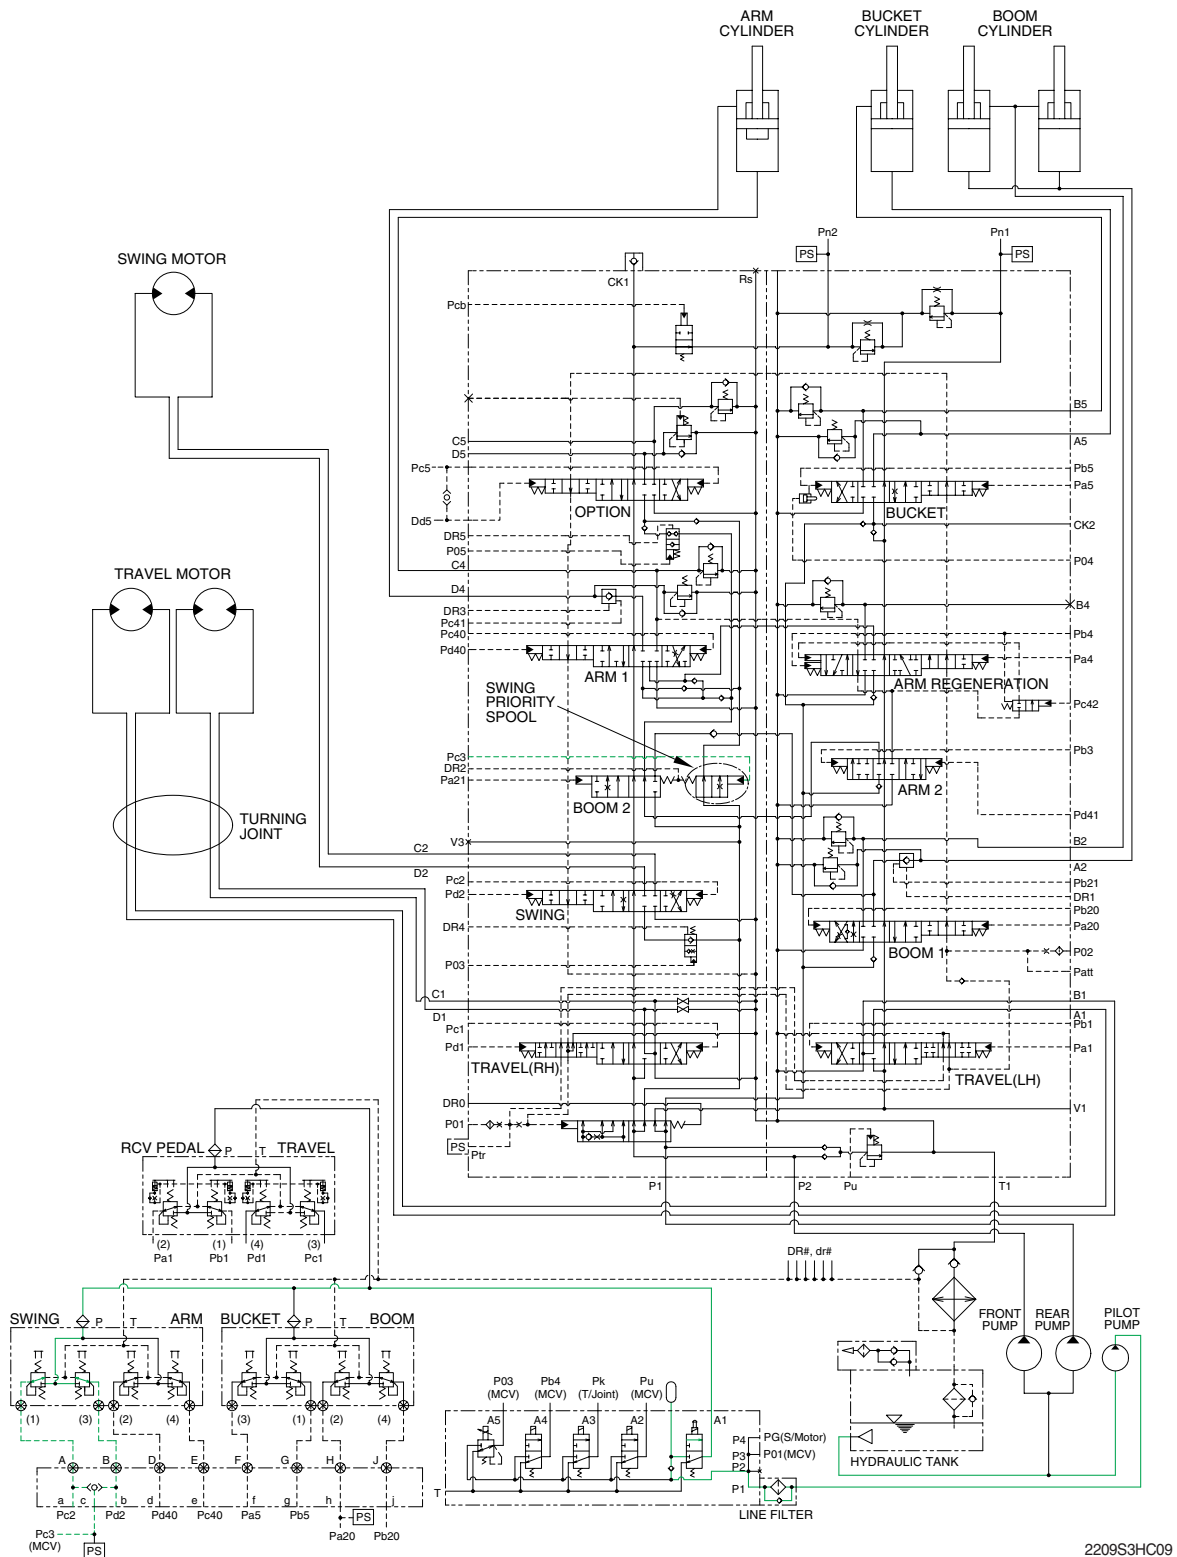 ARM
CYLINDER
BUCKET
CYLINDER
BOOM
CYLINDER
Pn2
Pn1
PS
PS
SWING MOTOR
CK1
Rs
Pcb
B5
C5
A5
D5
Pc5
Pb5
Pa5
OPTION
BUCKET
Dd5
CK2
DR5
P05
P04
C4
TRAVEL MOTOR
D4
B4
DR3
Pc41
Pc40
Pb4
Pd40
Pa4
ARM 1
ARM REGENERATION
SWING
PRIORITY
SPOOL
Pc42
Pc3
Pb3
DR2
Pa21
BOOM 2
ARM 2
TURNING
JOINT
Pd41
V3
C2
B2
D2
A2
Pc2
Pb21
Pd2
DR1
Pb20
SWING
Pa20
DR4
BOOM 1
P02
P03
Patt
C1
B1
D1
A1
Pc1
Pb1
Pd1
Pa1
TRAVEL(RH)
TRAVEL(LH)
DR0
V1
P01
PS
Ptr
RCV PEDAL
P
T
TRAVEL
P1
P2
Pu
T1
(2)
(1)
(4)
(3)
Pa1
Pb1
Pd1
Pc1
DR#, dr#
SWING
P
T
ARM
BUCKET
P
T
BOOM
FRONT
PUMP
REAR
PUMP
PILOT
PUMP
P03
(MCV)
Pb4
(MCV)
Pk
(T/Joint)
Pu
(MCV)
(1)
(3)
(2)
(4)
(3)
(1)
(2)
(4)
A5
A4
A3
A2
A1
P4
PG(S/Motor)
P3
P01(MCV)
P2
P1
T
HYDRAULIC TANK
LINE FILTER
A
B
D
E
F
G
H
J
a
c
b
d
e
f
g
h
j
Pc2
Pd2
Pd40
Pc40
Pa5
Pb5
PS
Pa20
Pb20
Pc3
(MCV)
PS
2209S3HC09